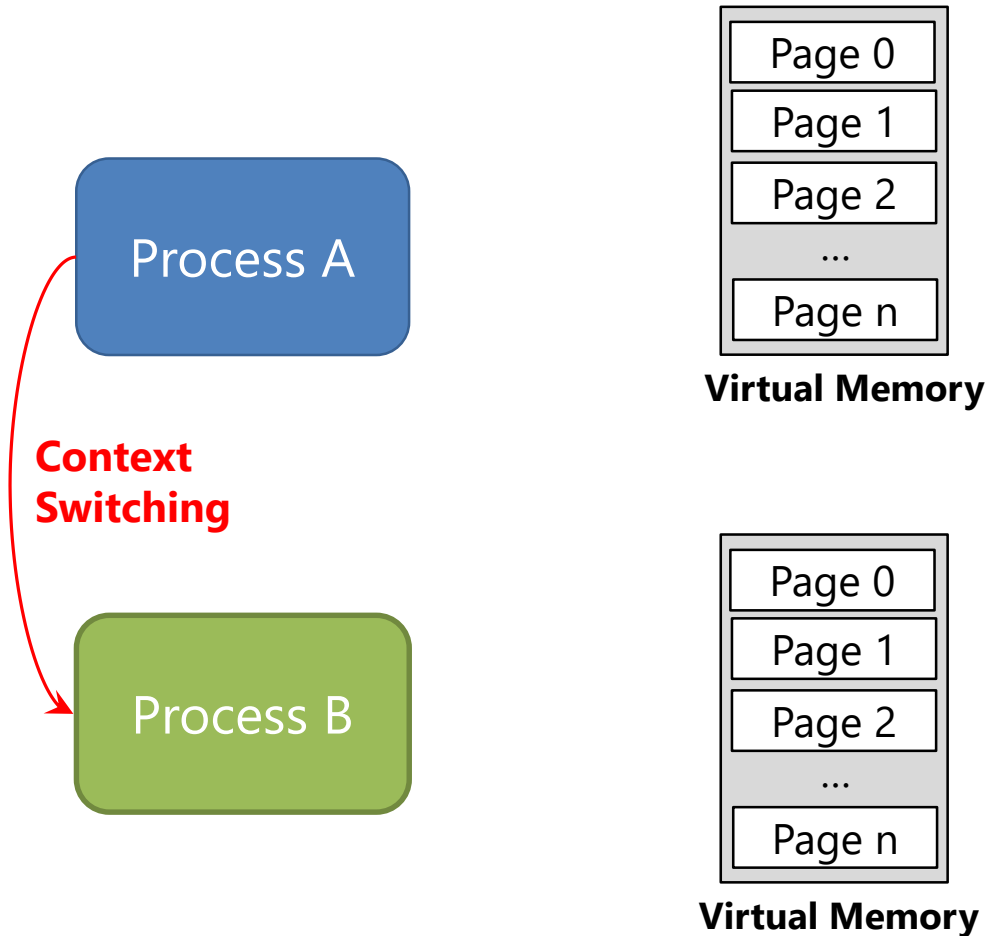 Process A
Page 0
Page 1
Page 2
...
Page n
Virtual Memory
Context
Switching
Process B
Page 0
Page 1
Page 2
...
Page n
Virtual Memory